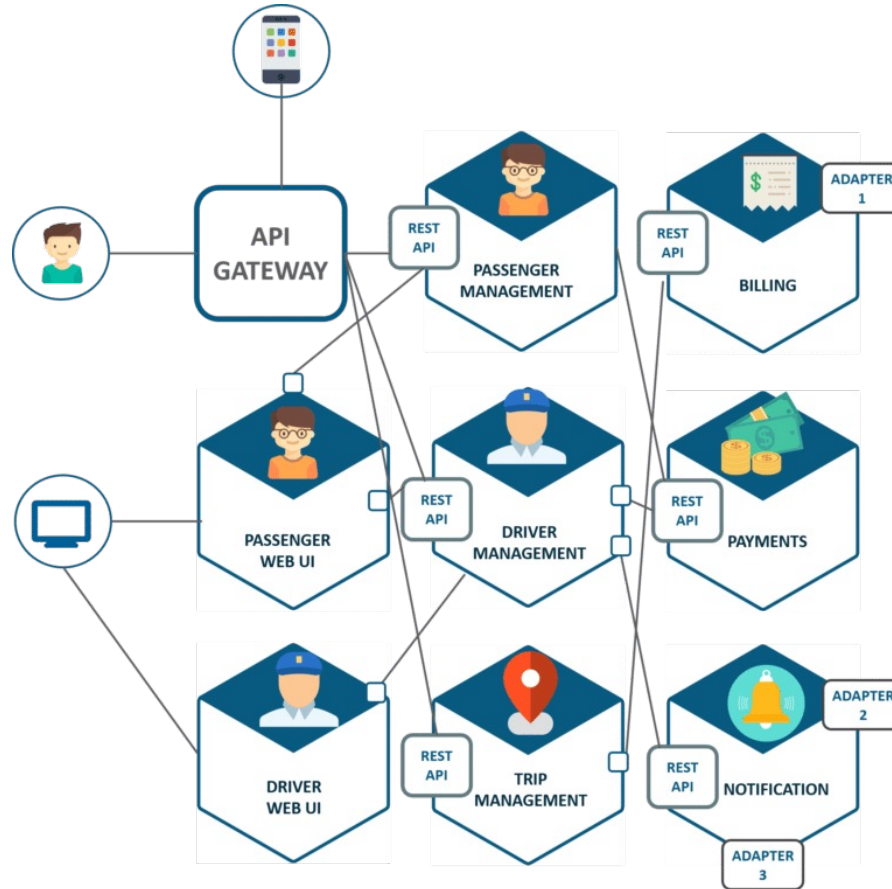 API
GATEWAY
REST
API
PASSENGER
MANAGEMENT
REST
API
BILLING
ADAPTER
1
PASSENGER
WEB UI
REST
API
DRIVER
MANAGEMENT
REST
API
PAYMENTS
DRIVER
WEB UI
REST
API
TRIP
MANAGEMENT
REST
API
NOTIFICATION
ADAPTER
2
ADAPTER
3